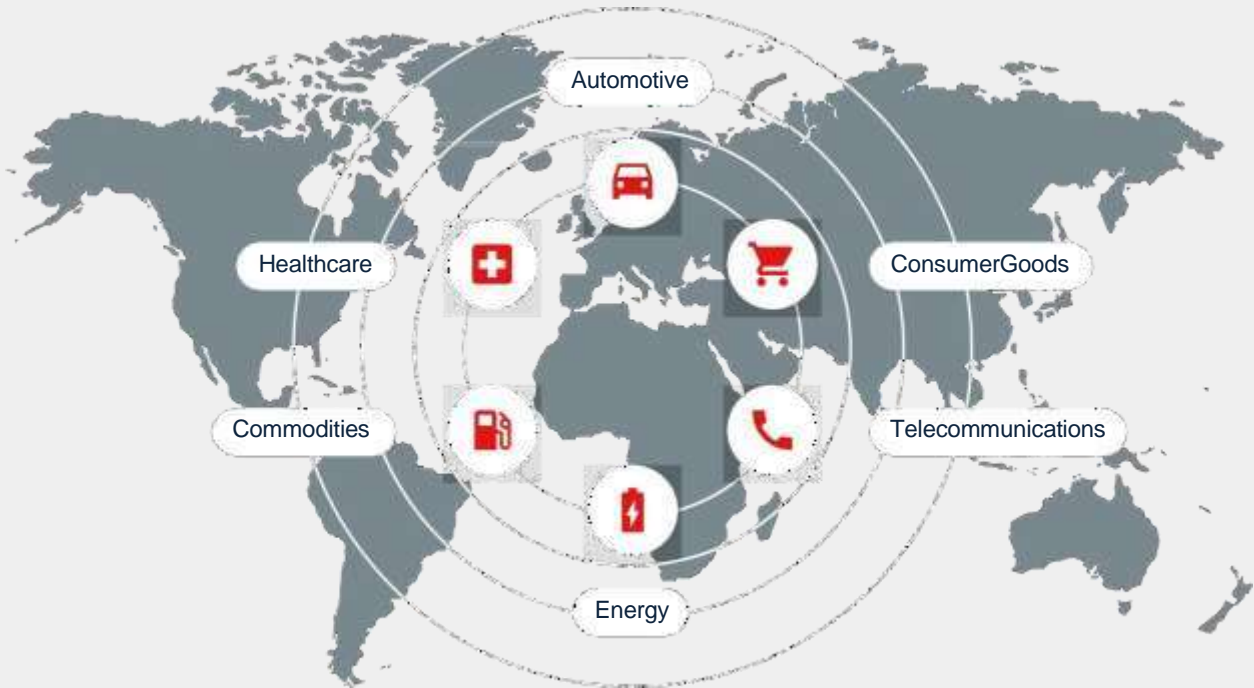 Automotive
Healthcare
ConsumerGoods
Commodities
Telecommunications
Energy